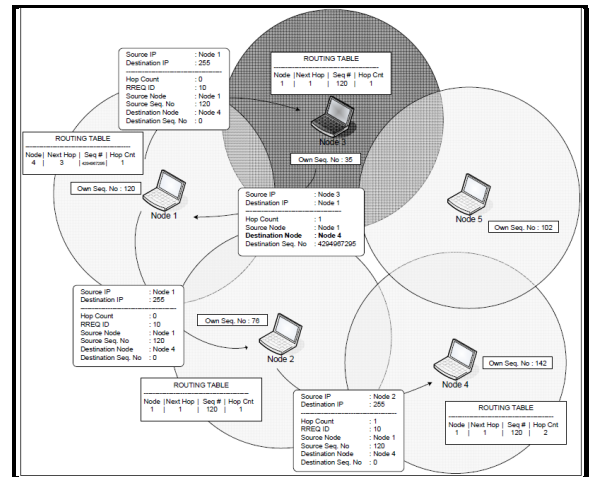 Source IP : Node 1
Destination IP : 255
Hop Count : 0
RREQ ID : 10
Source Node : Node 1
Source Seq. No : 120
Destination Node : Node 4
Destination Seq. No : 0
ROUTING TABLE
Node |Next Hop | Seq # | Hop Cnt
1 | 1 | 120 | 1
Node 3
Own Seq. No : 35
ROUTING TABLE
Node| Next Hop | Seq # | Hop Cnt
4 | 3 | 4294967295 | 1
Own Seq. No : 120
Node 1
Source IP : Node 3
Destination IP : Node 1
Hop Count : 1
Source Node : Node 1
Destination Node : Node 4
Destination Seq. No : 4294967295
Node 5
Own Seq. No : 102
Source IP : Node 1
Destination IP : 255
Hop Count : 0
RREQ ID : 10
Source Node : Node 1
Source Seq. No : 120
Destination Node : Node 4
Destination Seq. No : 0
Own Seq. No : 76
Node 2
ROUTING TABLE
Node |Next Hop | Seq # | Hop Cnt
1 | 1 | 120 | 1
Own Seq. No : 142
Node 4
Source IP : Node 2
Destination IP : 255
Hop Count : 1
RREQ ID : 10
Source Node : Node 1
Source Seq. No : 120
Destination Node : Node 4
Destination Seq. No : 0
ROUTING TABLE
Node |Next Hop | Seq # | Hop Cnt
1 | 1 | 120 | 2